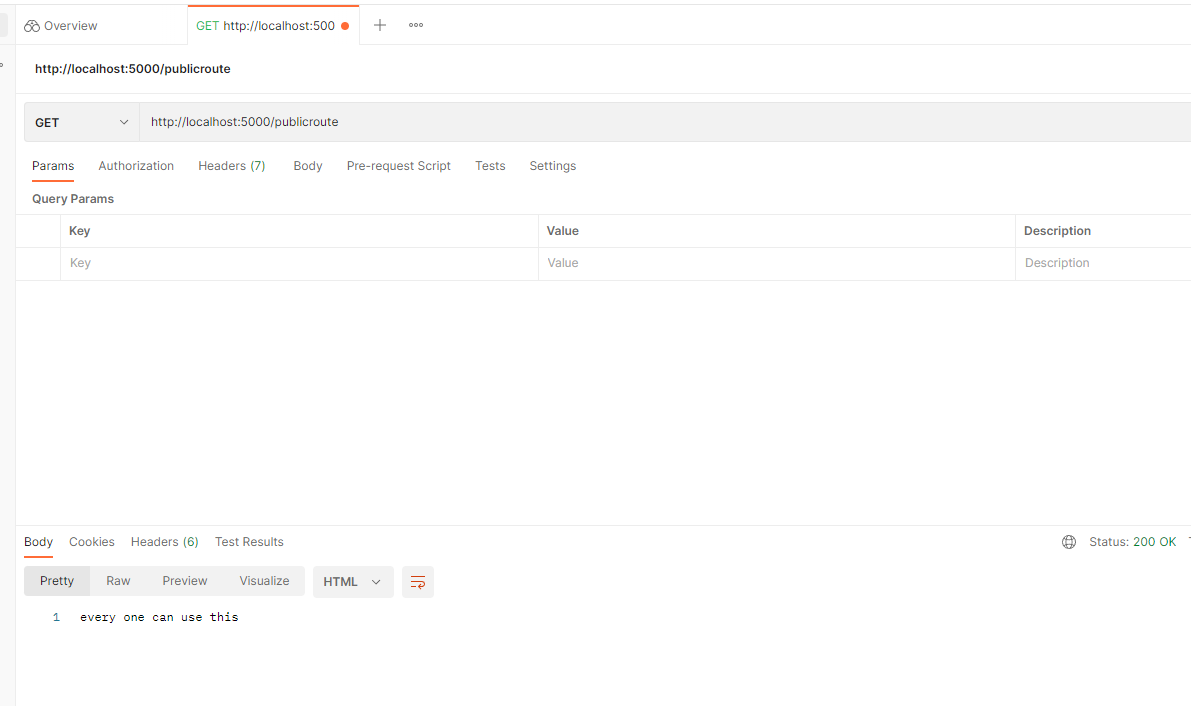 Overview GET http://localhost:500
http://localhost:5000/publicroute
GET http://localhost:5000/publicroute
Params Authorization Headers (7) Body Pre-request Script Tests Settings
Query Params
Key Value Description
Key Value Description
Body Cookies Headers (6) Test Results Status: 200 OK
Pretty Raw Preview Visualize HTML
1 every one can use this